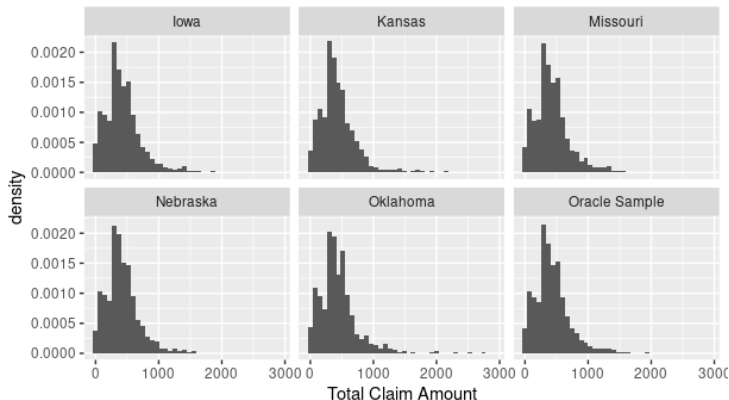 Iowa Kansas Missouri
0.0020
0.0015
0.0010
0.0005
0.0000
density
Nebraska Oklahoma Oracle Sample
0.0020
0.0015
0.0010
0.0005
0.0000
0 1000 2000 3000 0 1000 2000 3000 0 1000 2000 3000
Total Claim Amount